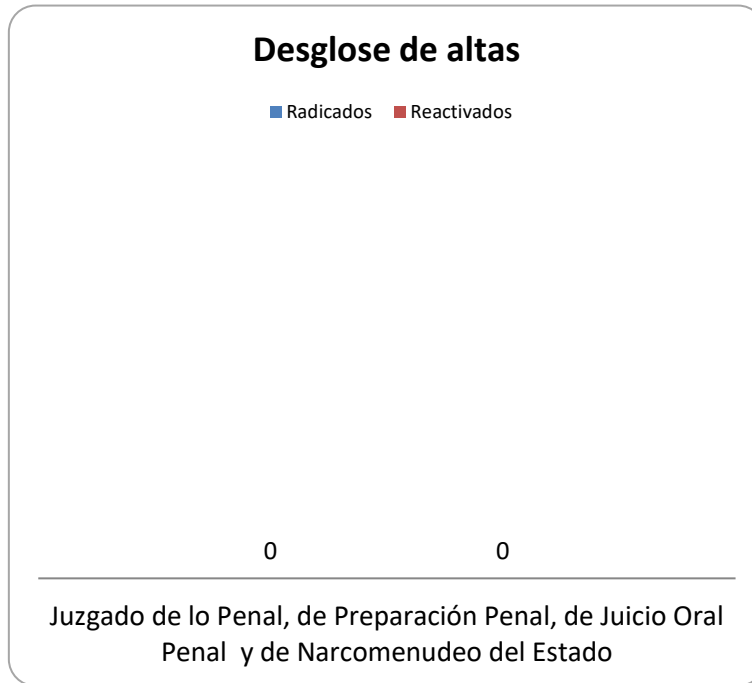 Desglose de altas
Radicados Reactivados
0 0
Juzgado de lo Penal, de Preparación Penal, de Juicio Oral
Penal  y de Narcomenudeo del Estado